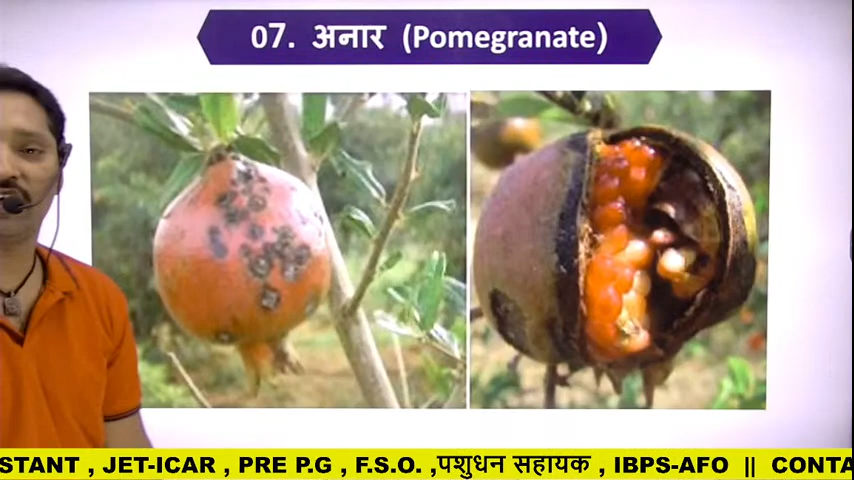 07. अनार (Pomegranate)
STANT , JET-ICAR , PRE P.G , F.S.O. ,पशुधन सहायक , IBPS-AFO || CONTA